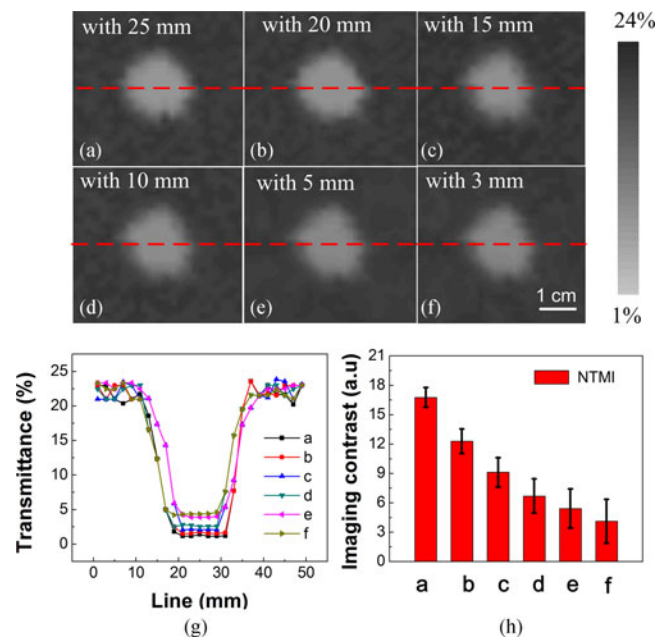 with 25 mm
with 20 mm
with 15 mm
24%
(a)
(b)
(c)
with 10 mm
with 5 mm
with 3 mm
(d)
(e)
(f)
1 cm
1%
Transmittance (%)
25
20
15
10
5
0
a
b
c
d
e
f
0 10 20 30 40 50
Line (mm)
(g)
Imaging contrast (a.u)
18
15
12
9
6
3
0
NTMI
a b c d e f
(h)